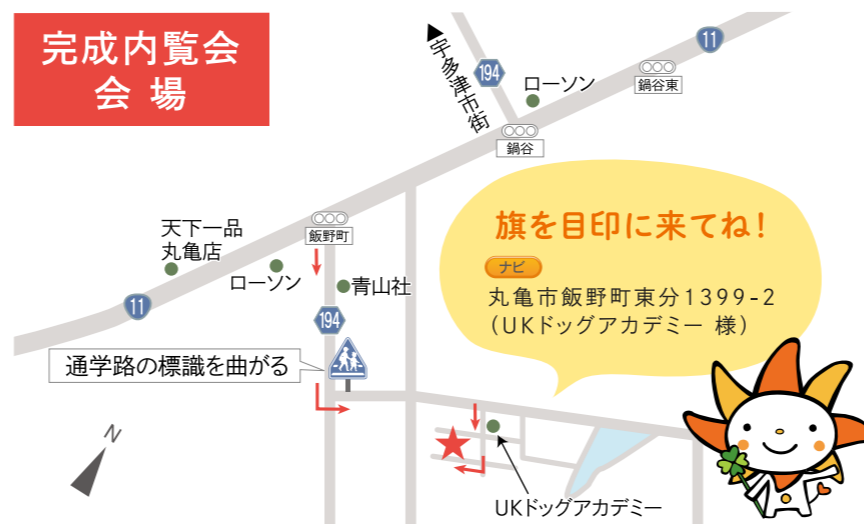 完成内覧会
会場
▲宇多津市街
194
11
ローソン
鍋谷東
鍋谷
天下一品
丸亀店
飯野町
ローソン
青山社
11
194
通学路の標識を曲がる
旗を目印に来てね!
ナビ
丸亀市飯野町東分1399-2
(UKドッグアカデミー 様)
N
UKドッグアカデミー